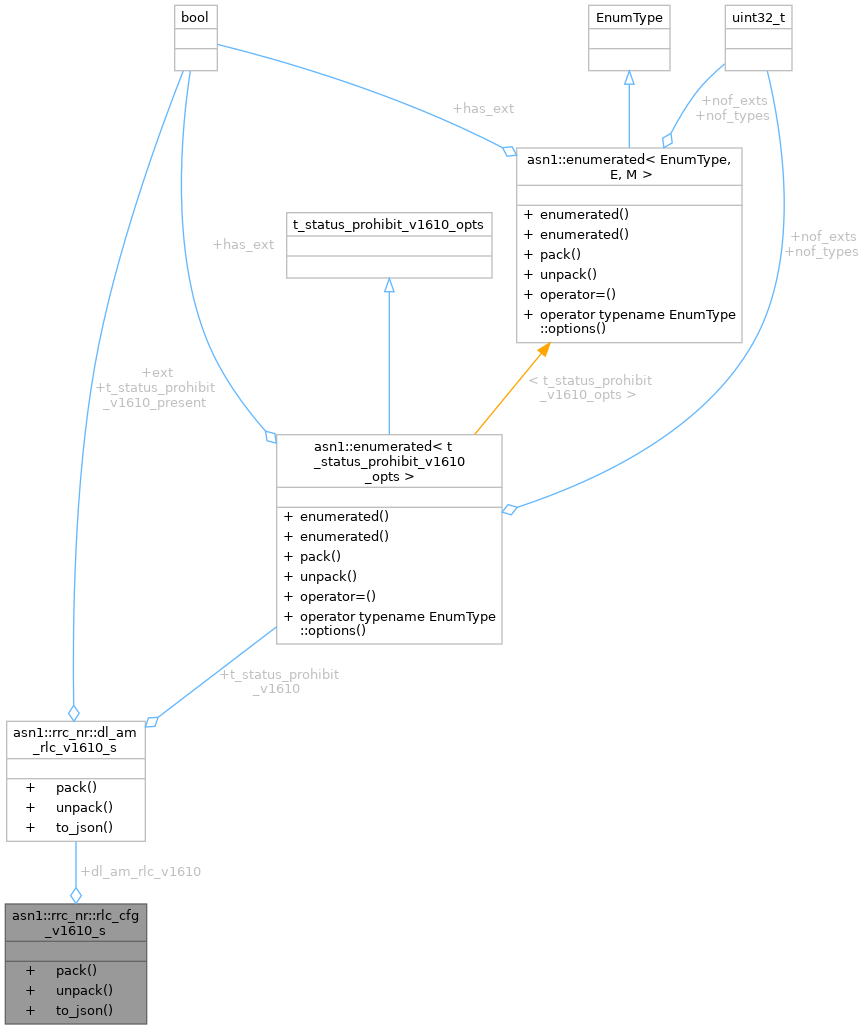 bool
EnumType
uint32_t
+has_ext
+nof_exts
+nof_types
asn1::enumerated< EnumType,
E, M >
+ enumerated()
+ enumerated()
+ pack()
+ unpack()
+ operator=()
+ operator typename EnumType
::options()
t_status_prohibit_v1610_opts
+has_ext
+nof_exts
+nof_types
+ext
+t_status_prohibit
_v1610_present
< t_status_prohibit
_v1610_opts >
asn1::enumerated< t
_status_prohibit_v1610
_opts >
+ enumerated()
+ enumerated()
+ pack()
+ unpack()
+ operator=()
+ operator typename EnumType
::options()
+t_status_prohibit
_v1610
asn1::rrc_nr::dl_am
_rlc_v1610_s
+ pack()
+ unpack()
+ to_json()
+dl_am_rlc_v1610
asn1::rrc_nr::rlc_cfg
_v1610_s
+ pack()
+ unpack()
+ to_json()